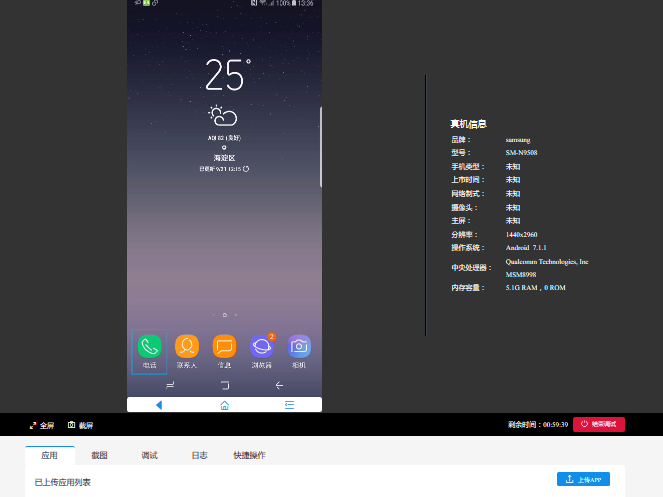 100% 13:36
25°
AQI 82 (良好)
海淀区
已更新 9/21 12:15
2
电话 联系人 信息 浏览器 相机
真机信息
品牌： samsung
型号： SM-N9508
手机类型： 未知
上市时间： 未知
网络制式： 未知
摄像头： 未知
主屏： 未知
分辨率： 1440x2960
操作系统： Android 7.1.1
中央处理器： Qualcomm Technologies, Inc
MSM8998
内存容量： 5.1G RAM，0 ROM
全屏 截屏 剩余时间：00:59:39 结束调试
应用 截图 调试 日志 快捷操作
已上传应用列表 上传APP